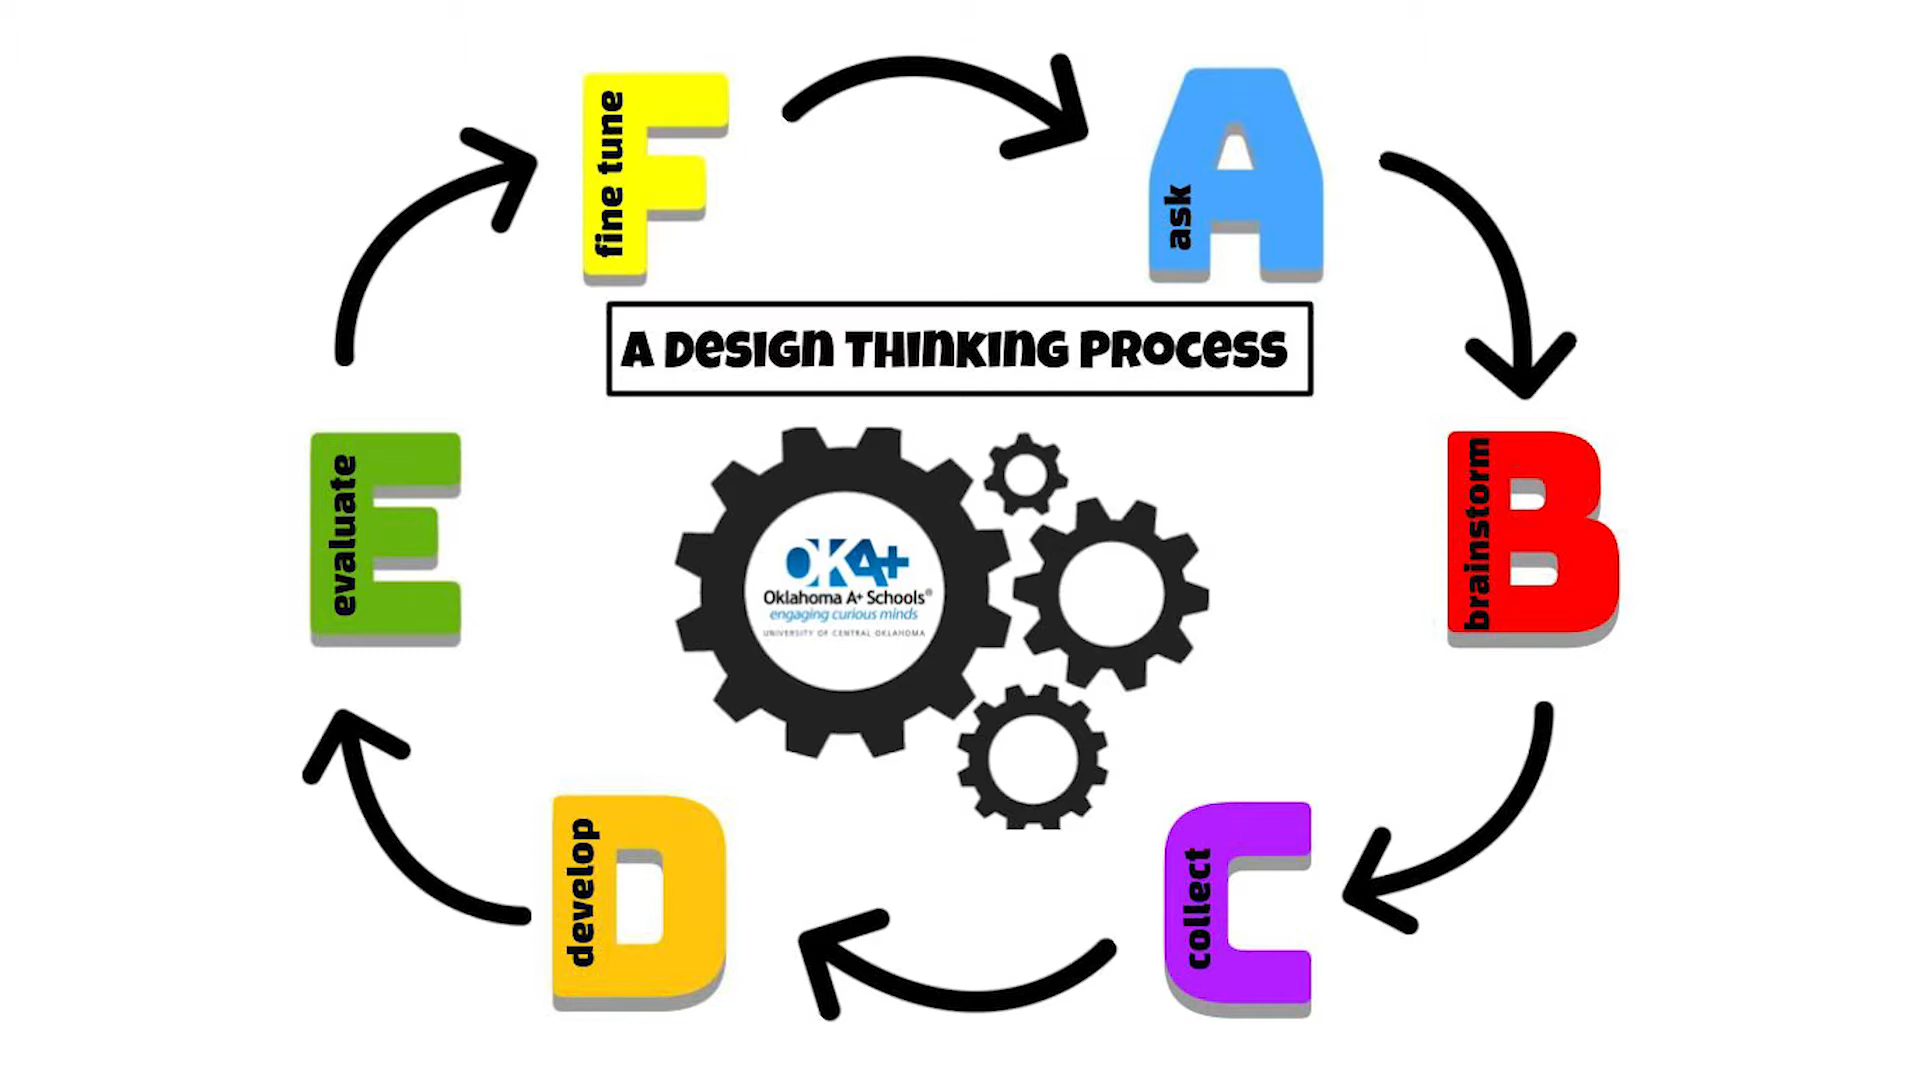 F
fine tune
A
ask
A Design Thinking Process
E
evaluate
B
brainstorm
OKA+
Oklahoma A+ Schools®
engaging curious minds
UNIVERSITY OF CENTRAL OKLAHOMA
D
develop
C
collect